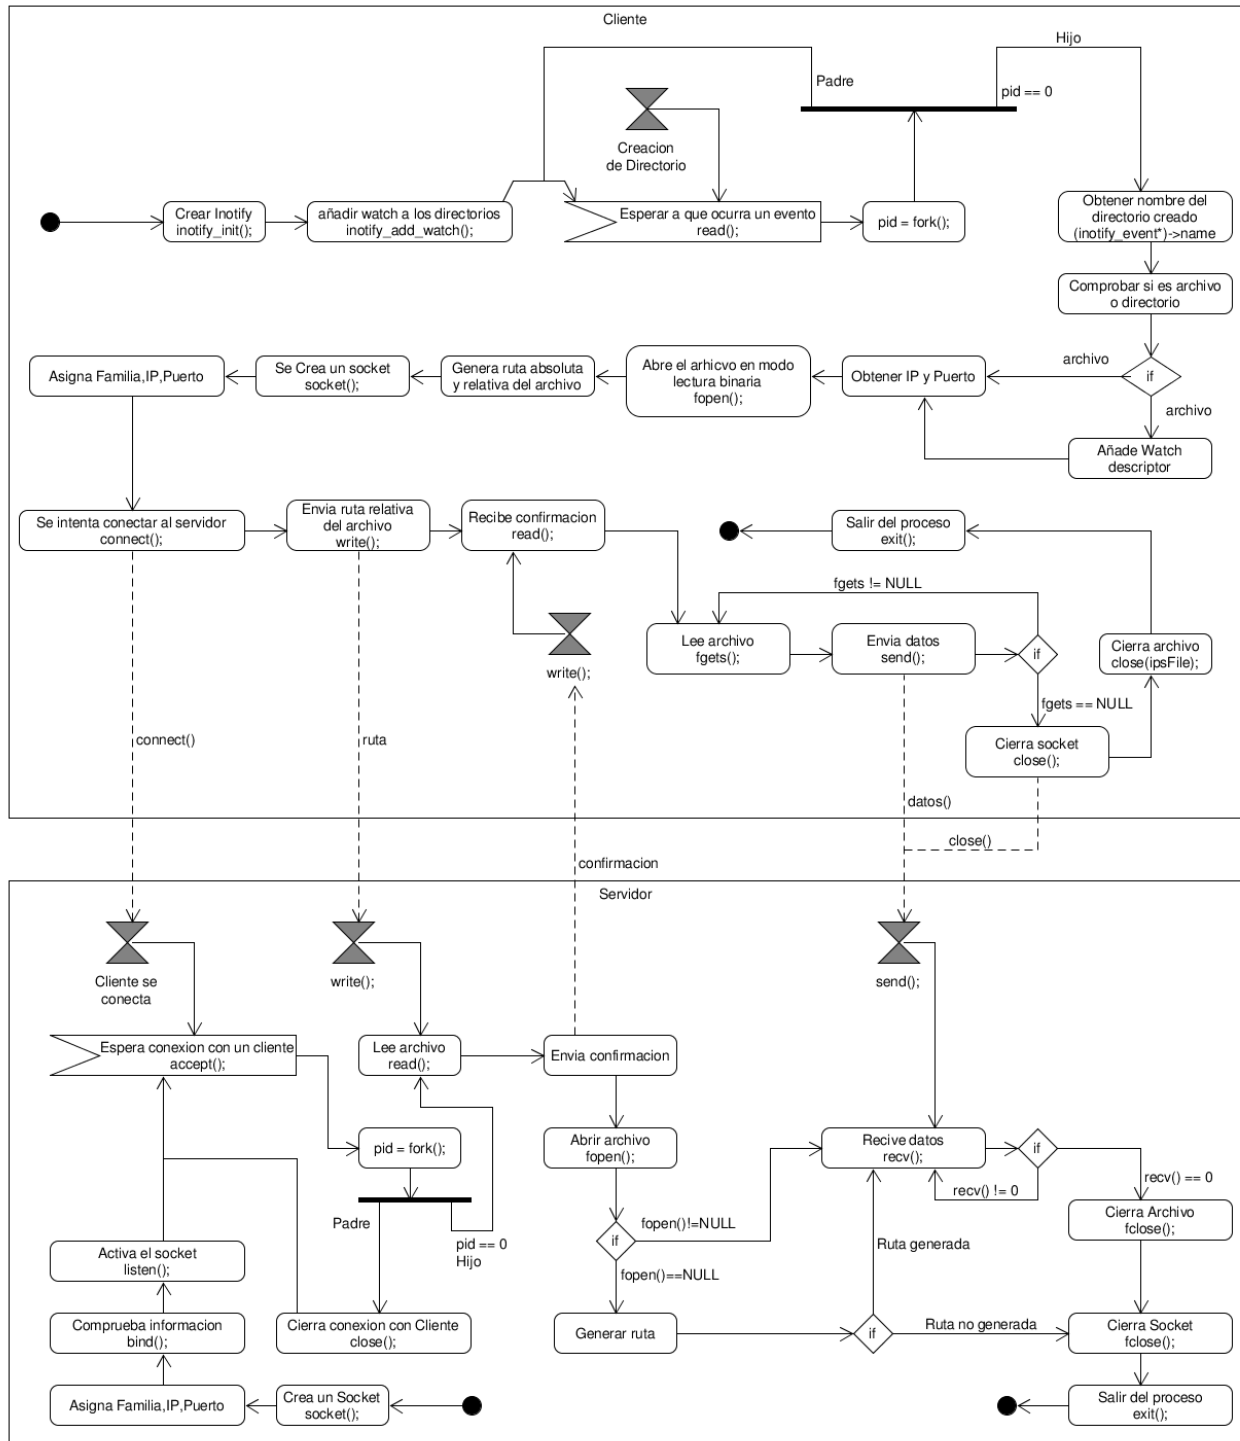 Cliente
Hijo
Padre
pid == 0
Creacion
de Directorio
Crear Inotify
inotify_init();
añadir watch a los directorios
inotify_add_watch();
Esperar a que ocurra un evento
read();
pid = fork();
Obtener nombre del
directorio creado
(inotify_event*)->name
Comprobar si es archivo
o directorio
archivo
if
archivo
Añade Watch
descriptor
Obtener IP y Puerto
Abre el arhicvo en modo
lectura binaria
fopen();
Genera ruta absoluta
y relativa del archivo
Se Crea un socket
socket();
Asigna Familia,IP,Puerto
Se intenta conectar al servidor
connect();
Envia ruta relativa
del archivo
write();
Recibe confirmacion
read();
Salir del proceso
exit();
fgets != NULL
Lee archivo
fgets();
Envia datos
send();
if
Cierra archivo
close(ipsFile);
write();
fgets == NULL
Cierra socket
close();
connect()
ruta
datos()
close()
confirmacion
Servidor
Cliente se
conecta
write();
send();
Espera conexion con un cliente
accept();
Lee archivo
read();
Envia confirmacion
pid = fork();
Abrir archivo
fopen();
Recive datos
recv();
if
recv() != 0
recv() == 0
Padre
pid == 0
Hijo
if
fopen()!=NULL
fopen()==NULL
Ruta generada
Cierra Archivo
fclose();
Activa el socket
listen();
Comprueba informacion
bind();
Cierra conexion con Cliente
close();
Generar ruta
if
Ruta no generada
Cierra Socket
fclose();
Asigna Familia,IP,Puerto
Crea un Socket
socket();
Salir del proceso
exit();